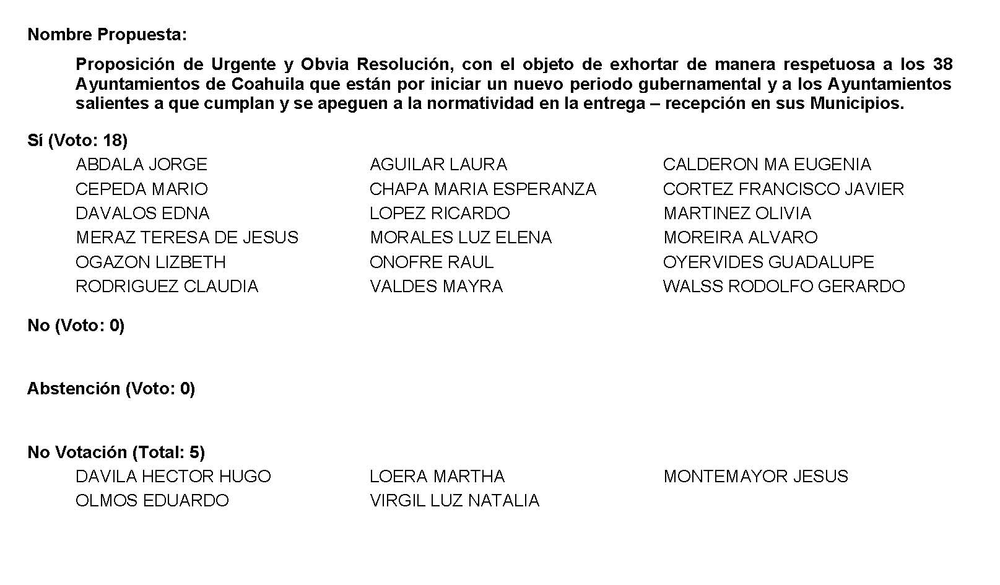 Nombre Propuesta:
Proposición de Urgente y Obvia Resolución, con el objeto de exhortar de manera respetuosa a los 38
Ayuntamientos de Coahuila que están por iniciar un nuevo periodo gubernamental y a los Ayuntamientos
salientes a que cumplan y se apeguen a la normatividad en la entrega – recepción en sus Municipios.
Sí (Voto: 18)
ABDALA JORGE AGUILAR LAURA CALDERON MA EUGENIA
CEPEDA MARIO CHAPA MARIA ESPERANZA CORTEZ FRANCISCO JAVIER
DAVALOS EDNA LOPEZ RICARDO MARTINEZ OLIVIA
MERAZ TERESA DE JESUS MORALES LUZ ELENA MOREIRA ALVARO
OGAZON LIZBETH ONOFRE RAUL OYERVIDES GUADALUPE
RODRIGUEZ CLAUDIA VALDES MAYRA WALSS RODOLFO GERARDO
No (Voto: 0)
Abstención (Voto: 0)
No Votación (Total: 5)
DAVILA HECTOR HUGO LOERA MARTHA MONTEMAYOR JESUS
OLMOS EDUARDO VIRGIL LUZ NATALIA